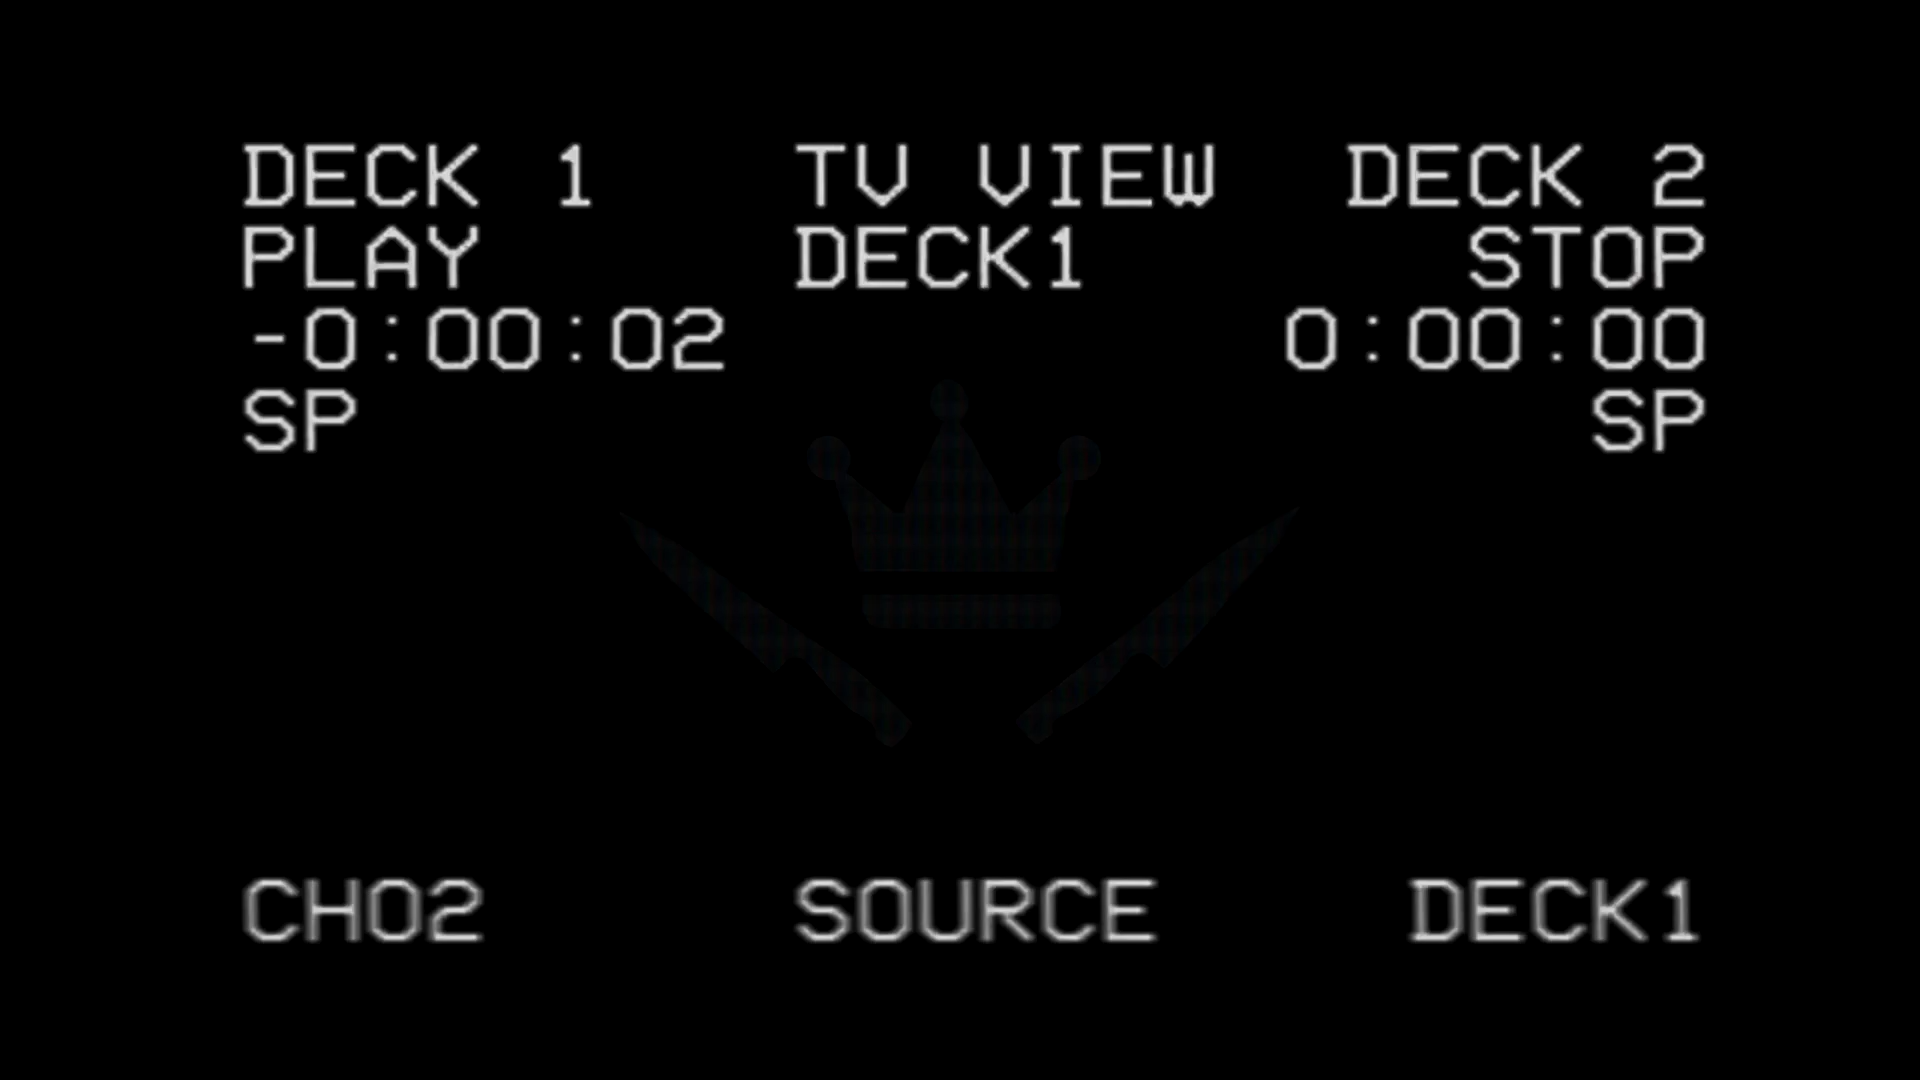 DECK 1 TV VIEW DECK 2
PLAY DECK1 STOP
-0:00:02 0:00:00
SP SP
CH02 SOURCE DECK1